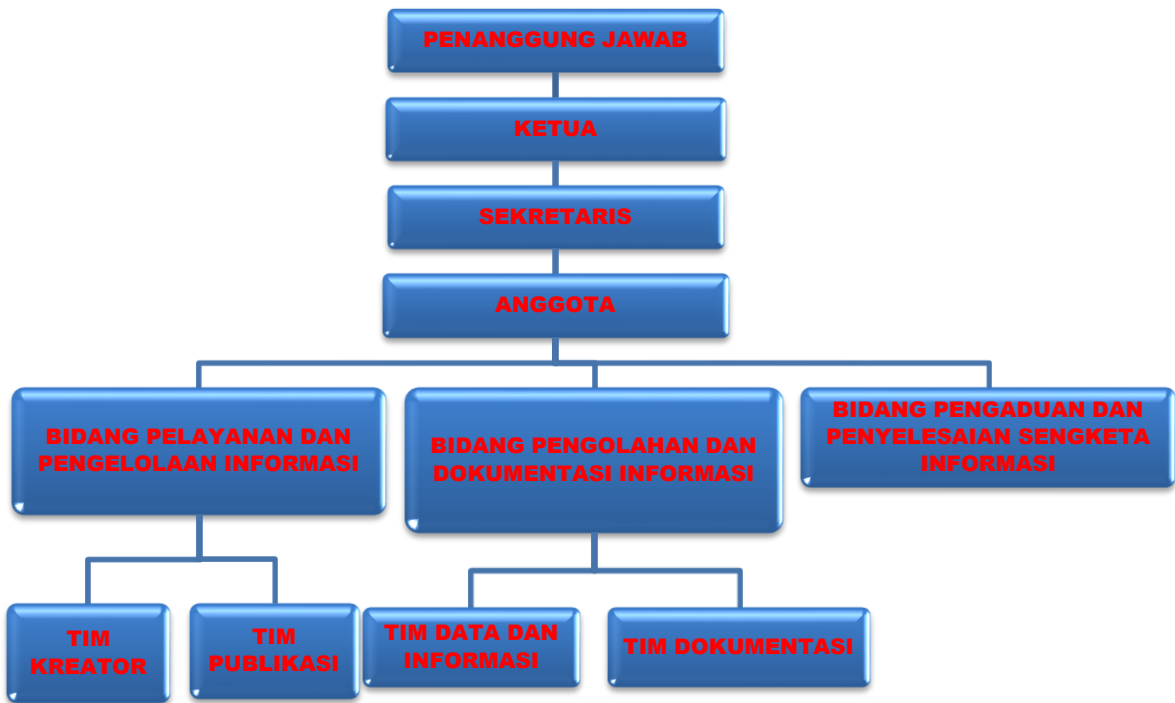 PENANGGUNG JAWAB
KETUA
SEKRETARIS
ANGGOTA
BIDANG PELAYANAN DAN
PENGELOLAAN INFORMASI
BIDANG PENGOLAHAN DAN
DOKUMENTASI INFORMASI
BIDANG PENGADUAN DAN
PENYELESAIAN SENGKETA
INFORMASI
TIM
KREATOR
TIM
PUBLIKASI
TIM DATA DAN
INFORMASI
TIM DOKUMENTASI